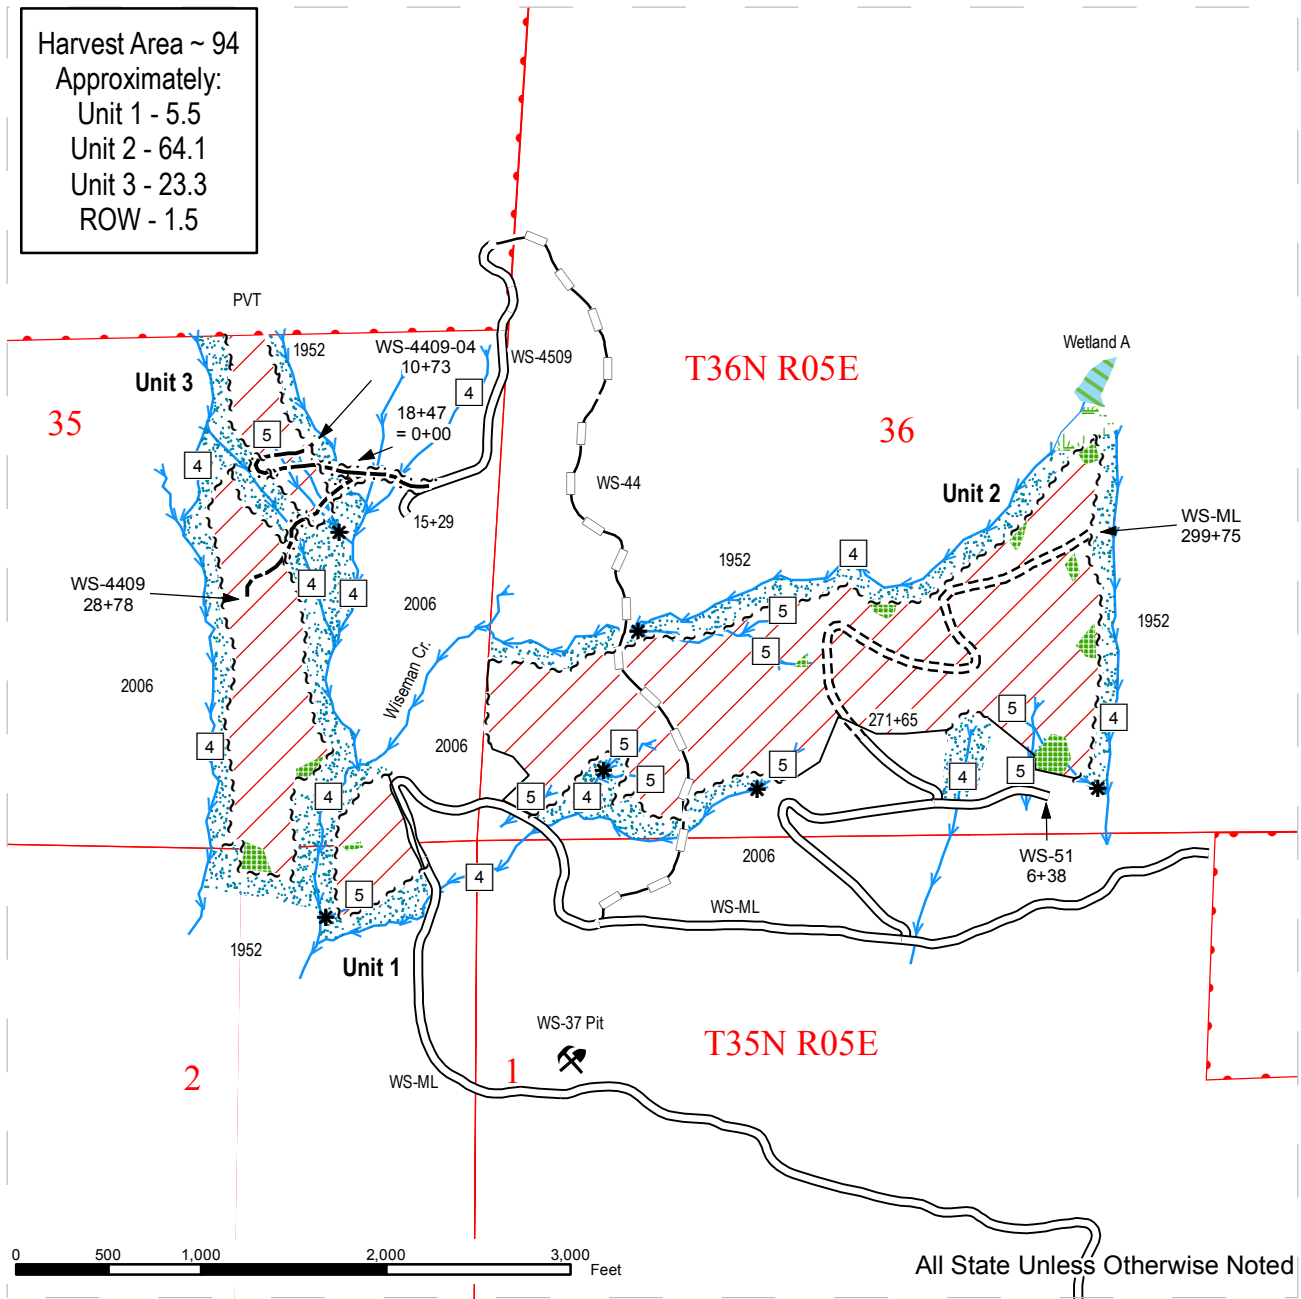 Harvest Area ~ 94
Approximately:
Unit 1 - 5.5
Unit 2 - 64.1
Unit 3 - 23.3
ROW - 1.5
PVT
1952
WS-4409-04
10+73
WS-4509
Wetland A
T36N R05E
Unit 3
4
18+47
= 0+00
35
5
36
4
WS-44
Unit 2
15+29
WS-ML
299+75
1952
4
WS-4409
28+78
4
4
2006
5
1952
5
Wiseman Cr.
2006
5
271+65
4
4
2006
5
5
5
4
5
4
5
4
2006
WS-51
6+38
4
5
WS-ML
1952
Unit 1
WS-37 Pit
T35N R05E
2
1
WS-ML
0
500
1,000
2,000
3,000
Feet
All State Unless Otherwise Noted